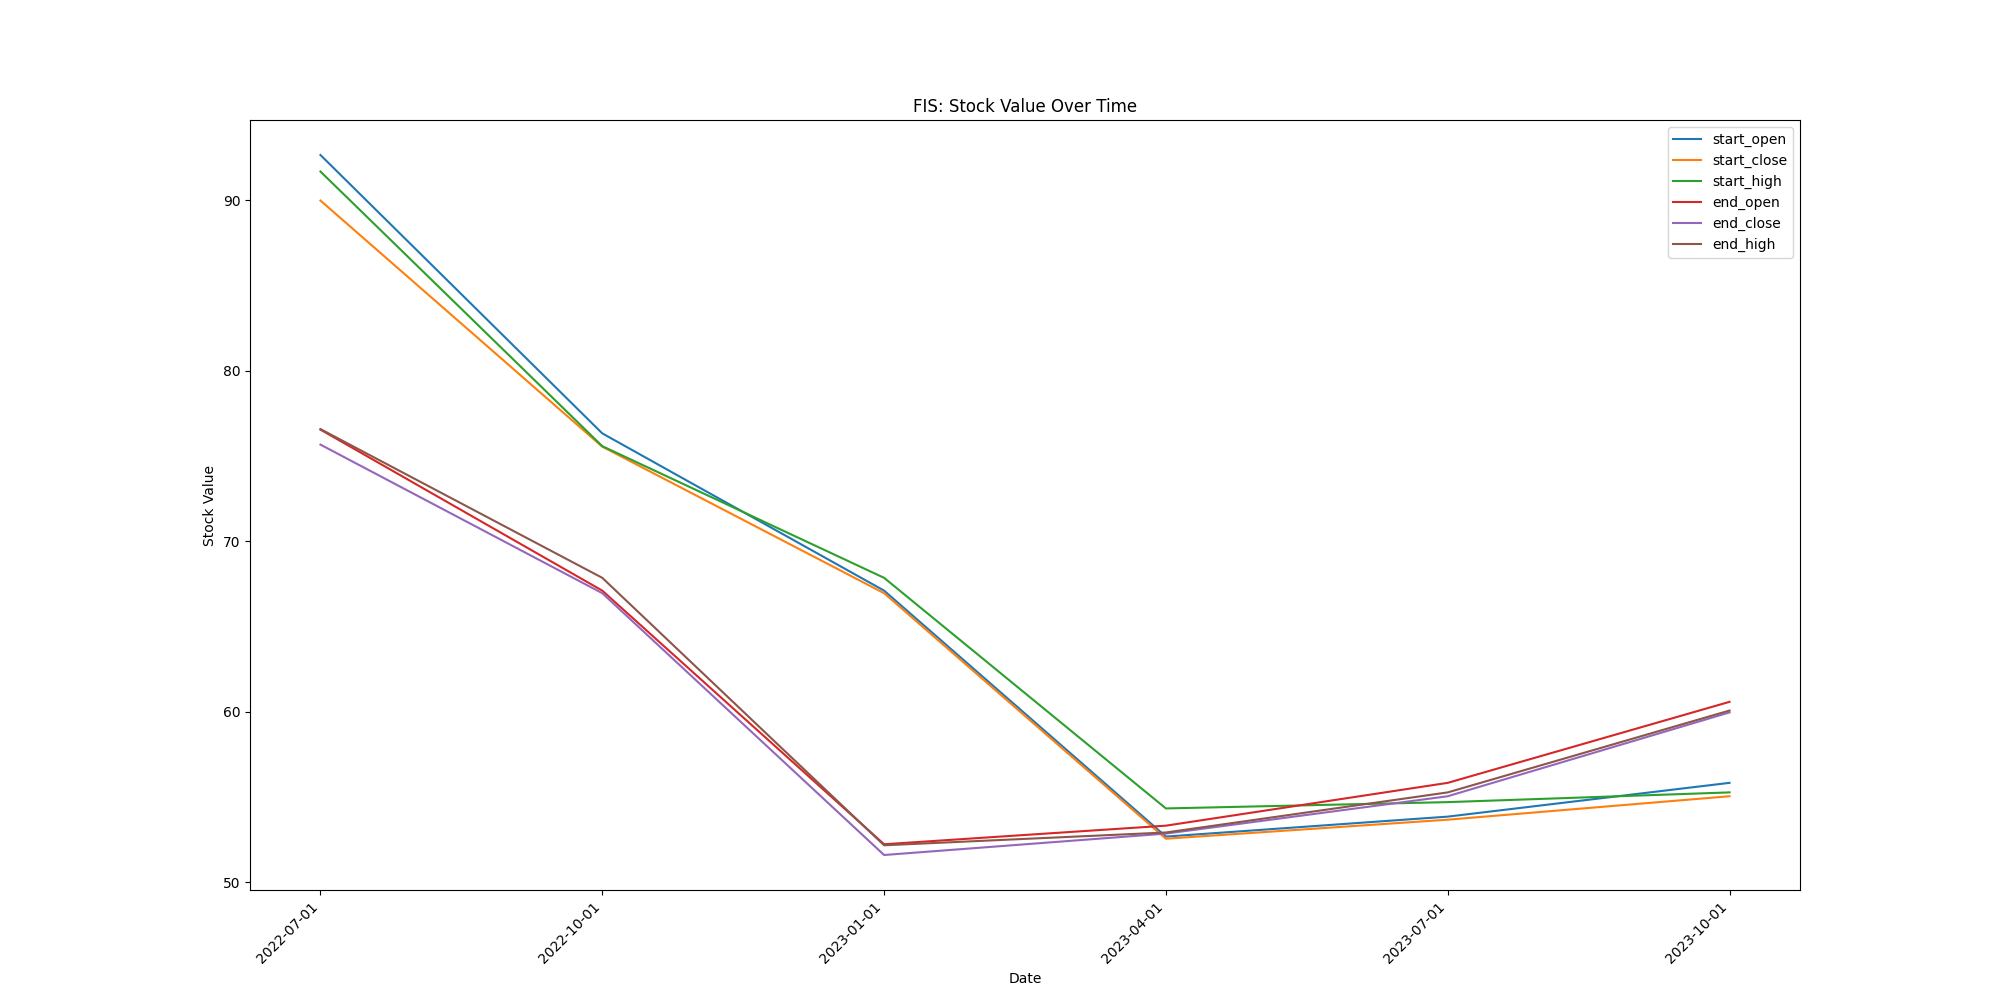 FIS: Stock Value Over Time
start_open
start_close
start_high
end_open
end_close
end_high
Stock Value
90
80
70
60
50
2022-07-01
2022-10-01
2023-01-01
2023-04-01
2023-07-01
2023-10-01
Date